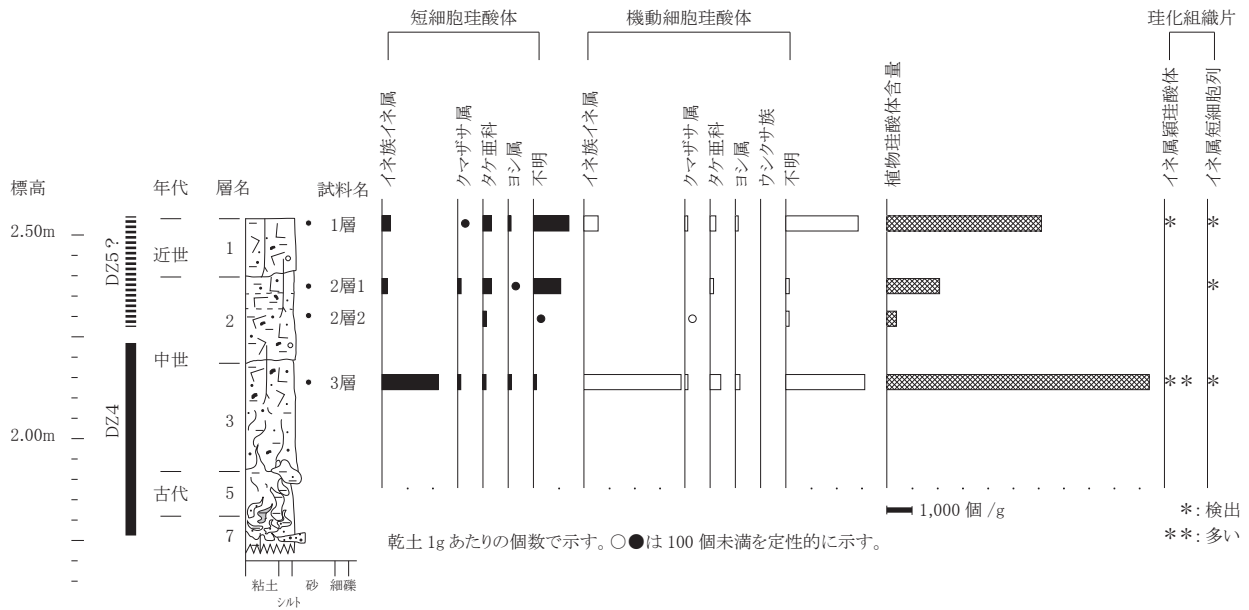 短細胞珪酸体
機動細胞珪酸体
珪化組織片
イネ族イネ属
クマザサ属
タケ亜科
ヨシ属
不明
イネ族イネ属
クマザサ属
タケ亜科
ヨシ属
ウシクサ族
不明
植物珪酸体含量
イネ属穎珪酸体
イネ属短細胞列
標高
年代
層名
試料名
2.50m
DZ5？
近世
1
1層
*
*
2層1
*
2
2層2
中世
3層
**
*
DZ4
3
2.00m
古代
5
7
1,000 個 /g
*：検出
**：多い
乾土 1g あたりの個数で示す。○●は 100 個未満を定性的に示す。
粘土
シルト
砂
細礫